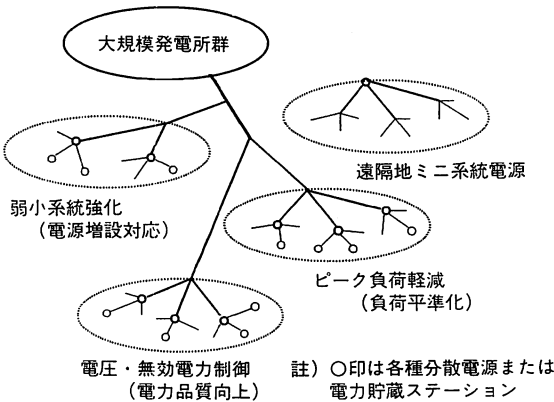 大規模発電所群
遠隔地ミニ系統電源
弱小系統強化
(電源増設対応)
ピーク負荷軽減
(負荷平準化)
電圧・無効電力制御
(電力品質向上)
註)○印は各種分散電源または
電力貯蔵ステーション